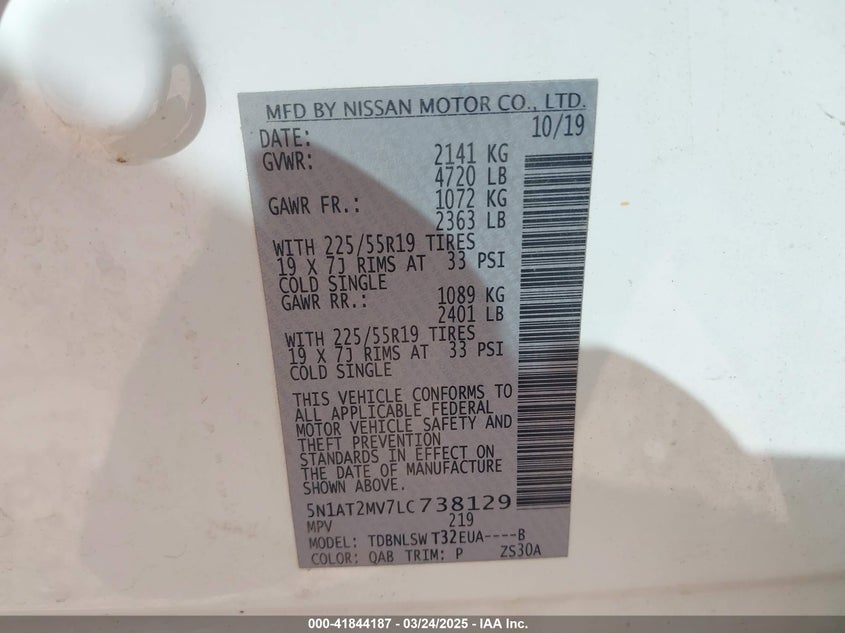 MFD BY NISSAN MOTOR CO., LTD.
DATE: 10/19
GVWR: 2141 KG
4720 LB
GAWR FR.: 1072 KG
2363 LB
WITH 225/55R19 TIRES
19 X 7J RIMS AT 33 PSI
COLD SINGLE
GAWR RR.: 1089 KG
2401 LB
WITH 225/55R19 TIRES
19 X 7J RIMS AT 33 PSI
COLD SINGLE
THIS VEHICLE CONFORMS TO
ALL APPLICABLE FEDERAL
MOTOR VEHICLE SAFETY AND
THEFT PREVENTION
STANDARDS IN EFFECT ON
THE DATE OF MANUFACTURE
SHOWN ABOVE.
5N1AT2MV7LC738129
MPV 219
MODEL: TDBNLSW T32EUA----B
COLOR: QAB TRIM: P ZS30A
000-41844187 - 03/24/2025 - IAA Inc.